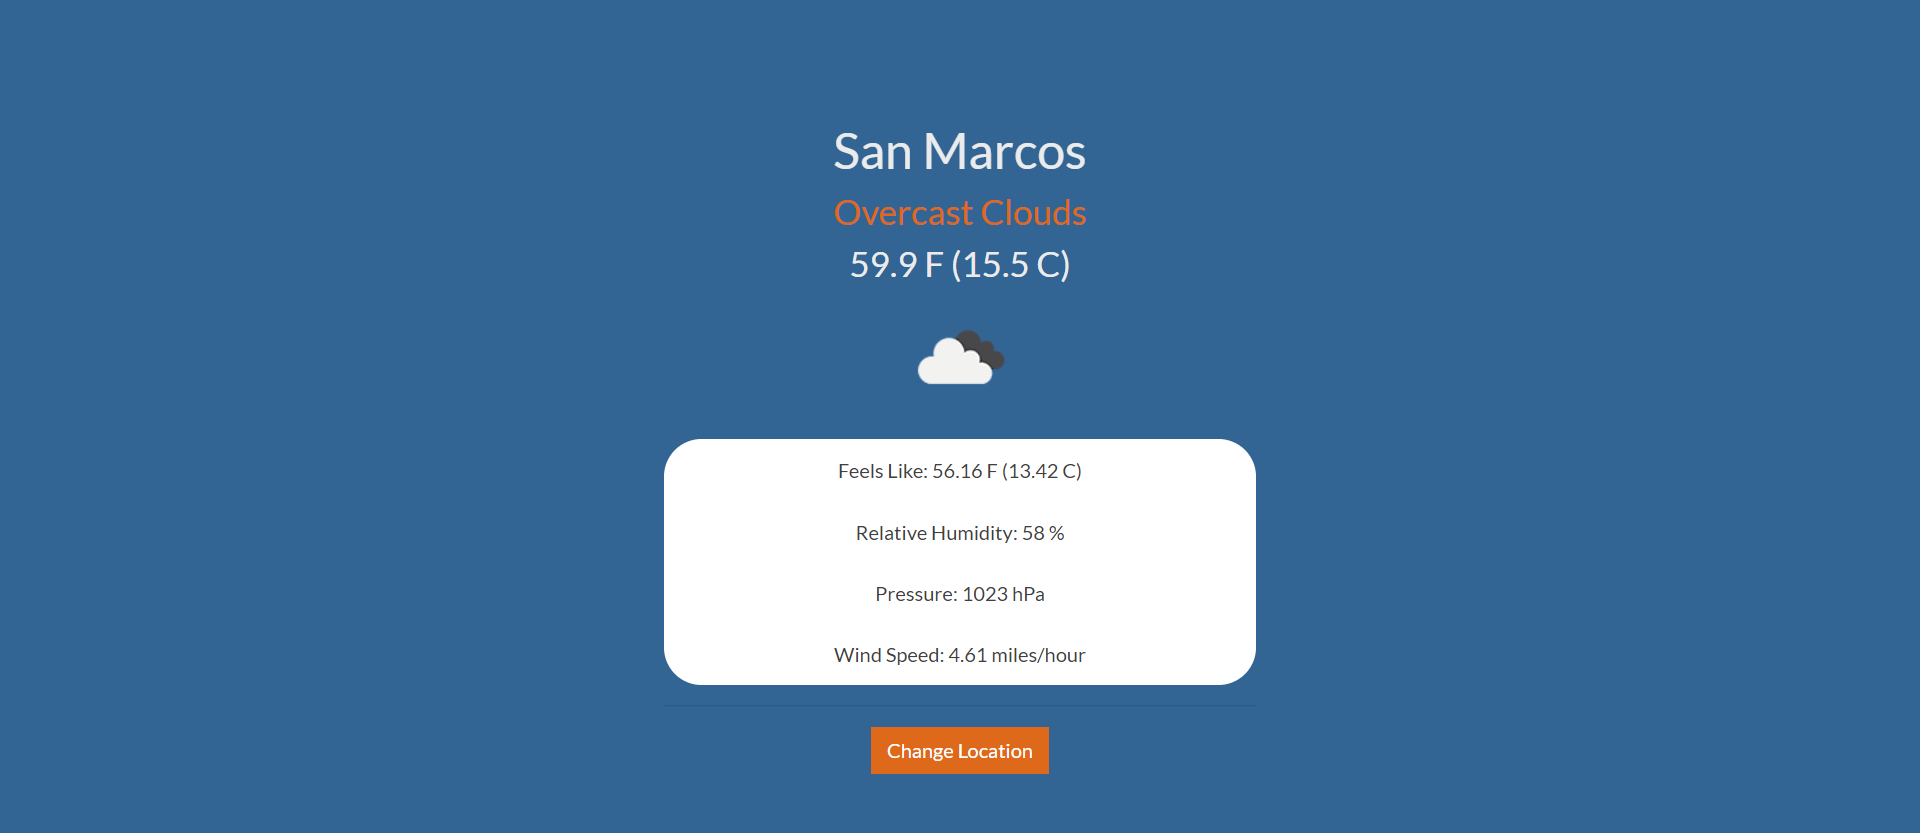 San Marcos
Overcast Clouds
59.9 F (15.5 C)
Feels Like: 56.16 F (13.42 C)
Relative Humidity: 58 %
Pressure: 1023 hPa
Wind Speed: 4.61 miles/hour
Change Location